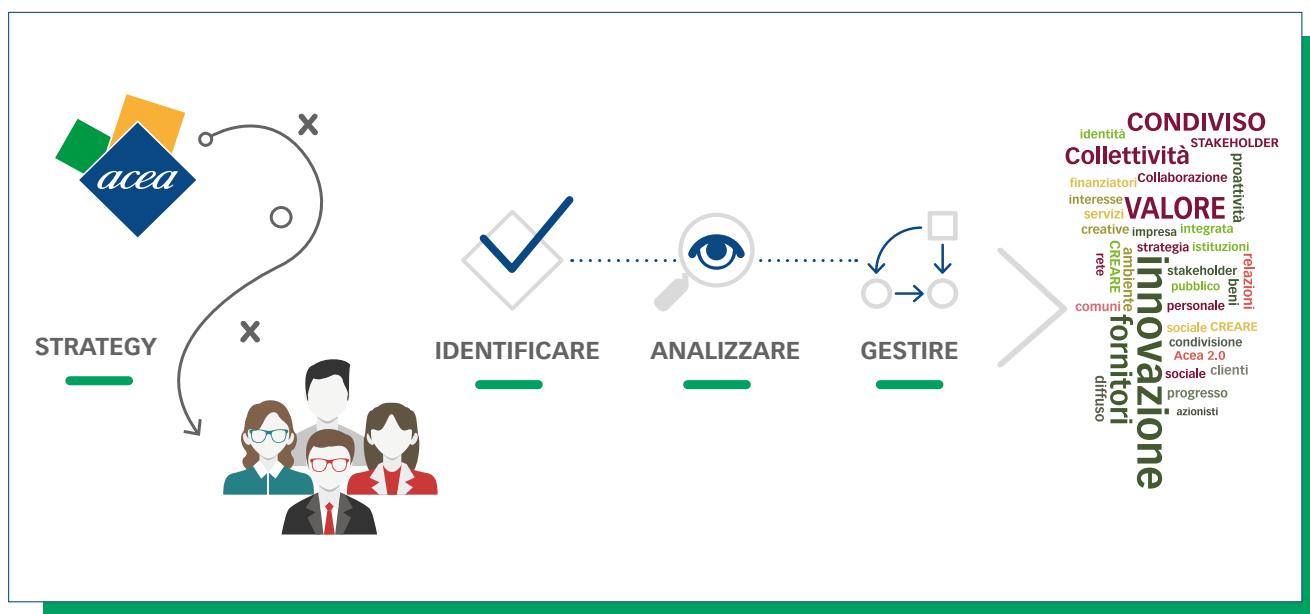 acea
STRATEGY
IDENTIFICARE
ANALIZZARE
GESTIRE
CONDIVISO
identità
STAKEHOLDER
Collettività
proattività
finanziatori
Collaborazione
interesse
VALORE
servizi
creative
impresa
integrata
rete
CREARE
ambiente
strategia
istituzioni
innovazione
stakeholder
relazioni
pubblico
beni
comuni
personale
fornitori
sociale
CREARE
condivisione
Acea 2.0
sociale
clienti
diffuso
progresso
azionisti